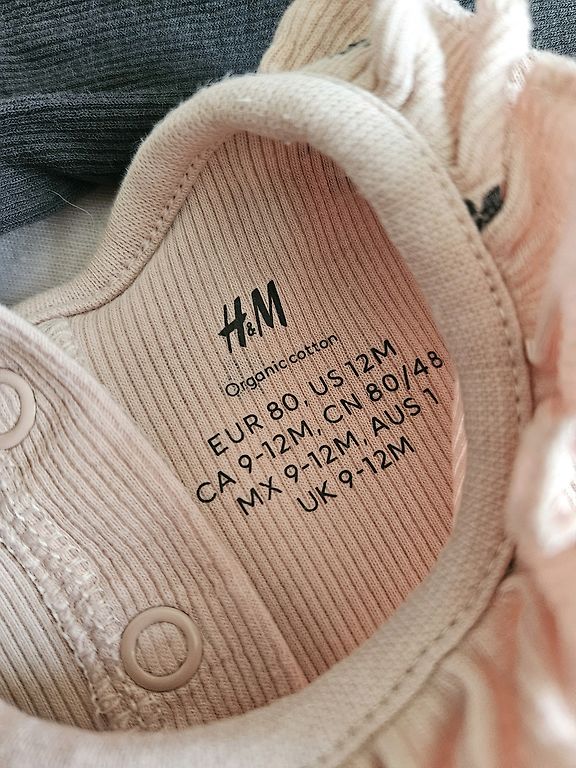 H&M
Organic cotton
EUR 80, US 12M
CA 9-12M, CN 80/48
MX 9-12M, AUS 1
UK 9-12M